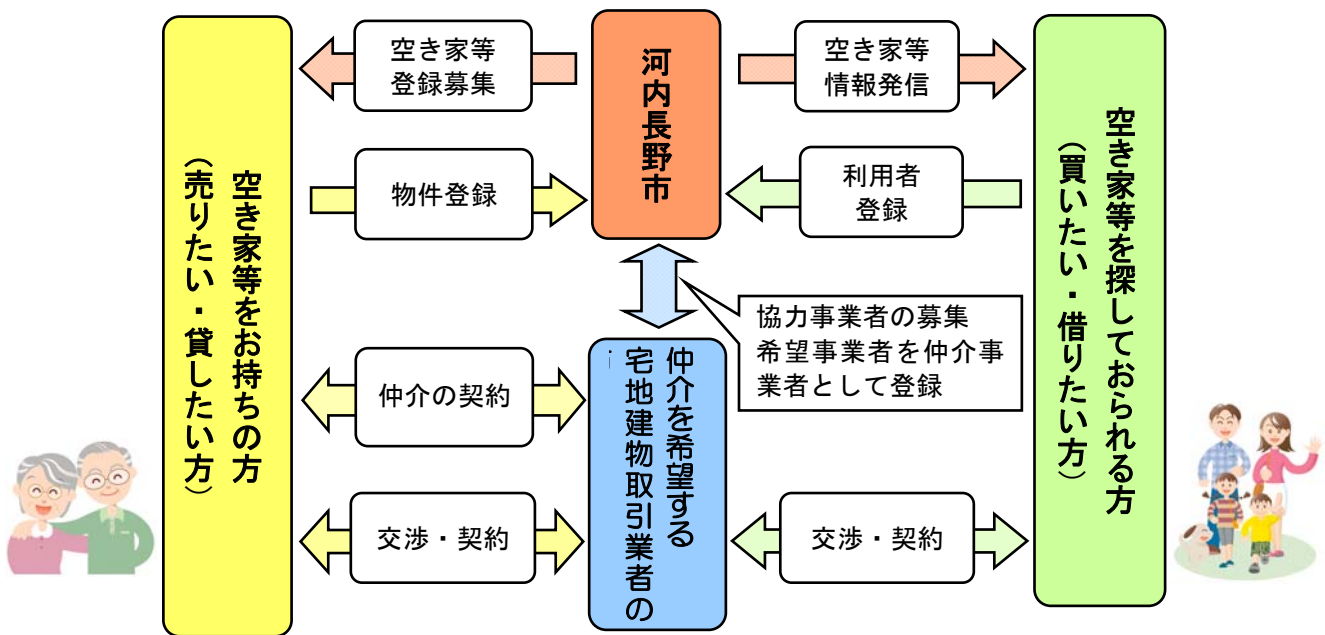 空き家等
登録募集
河内長野市
空き家等
情報発信
物件登録
利用者
登録
空き家等をお持ちの方
(売りたい・貸したい方)
空き家等を探しておられる方
(買いたい・借りたい方)
協力事業者の募集
希望事業者を仲介事
業者として登録
仲介を希望する
宅地建物取引業者の
仲介の契約
交渉・契約
交渉・契約